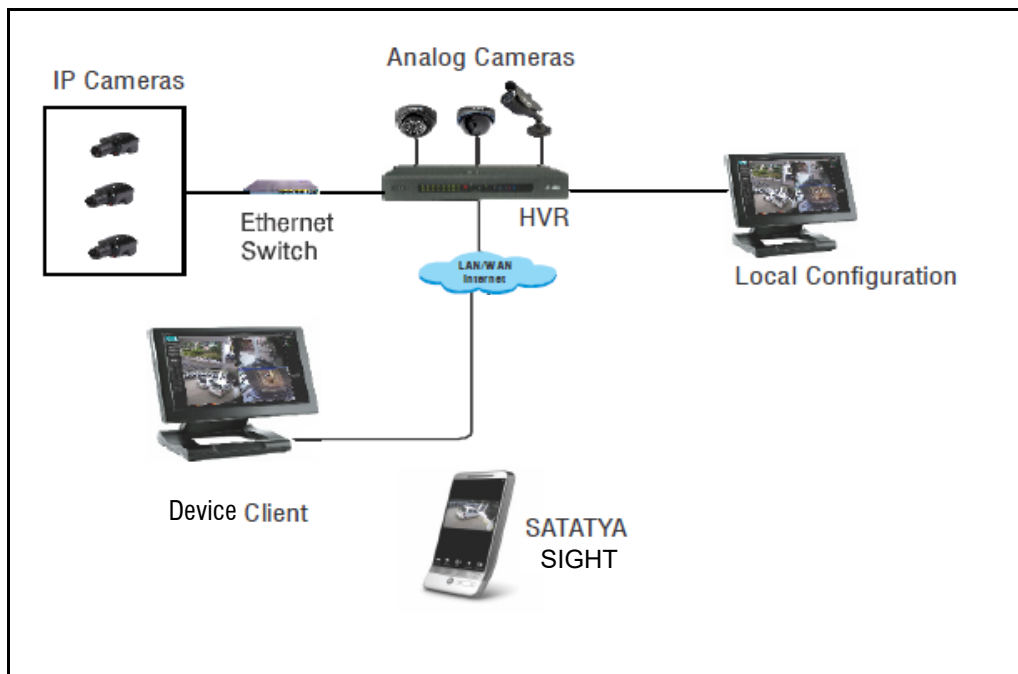 Analog Cameras
IP Cameras
Ethernet
Switch
HVR
LAN/WAN
Internet
Local Configuration
Device Client
SATATYA
SIGHT